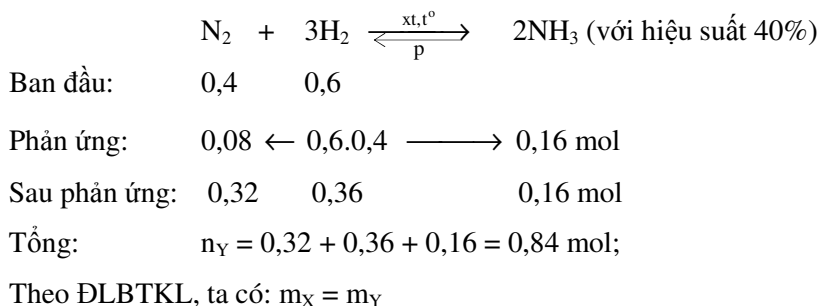 N₂ + 3H₂ xt,t° ⇌ p 2NH₃ (với hiệu suất 40%)
Ban đầu: 0,4 0,6
Phản ứng: 0,08 ← 0,6.0,4 → 0,16 mol
Sau phản ứng: 0,32 0,36 0,16 mol
Tổng: n_Y = 0,32 + 0,36 + 0,16 = 0,84 mol;
Theo ĐLBTKL, ta có: m_X = m_Y